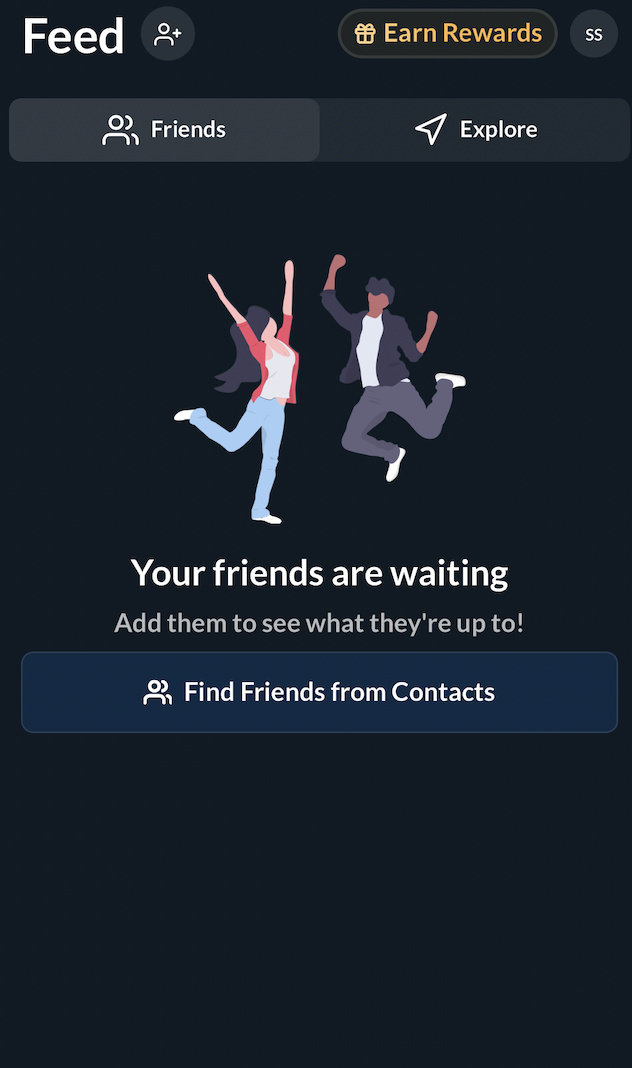 Feed
Earn Rewards
SS
Friends
Explore
Your friends are waiting
Add them to see what they're up to!
Find Friends from Contacts